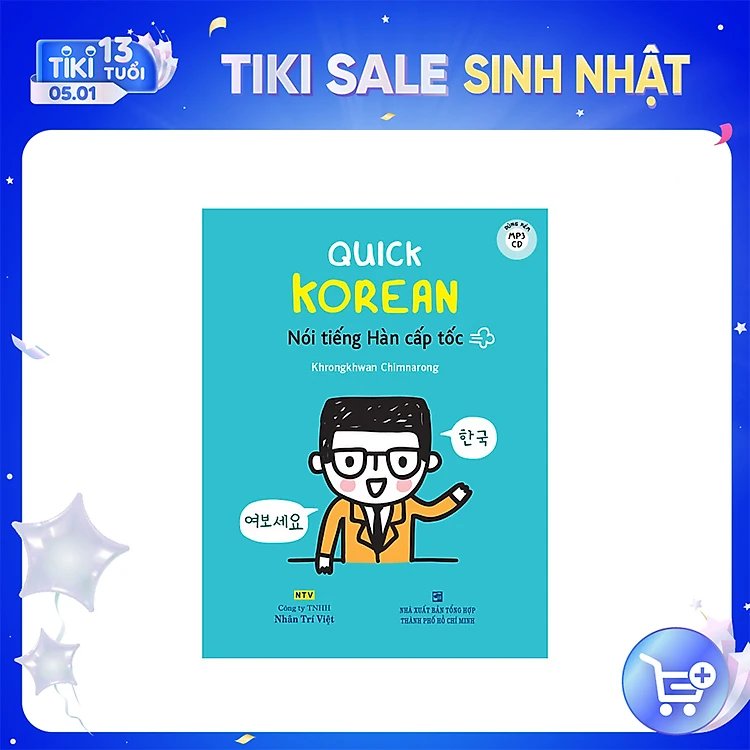 TIKI
13
TUỔI
05.01
TIKI SALE SINH NHẬT
DÙNG KÈM
MP3
CD
QUICK
KOREAN
Nói tiếng Hàn cấp tốc
Khrongkhwan Chimnarong
한국
여보세요
NTV
Công ty TNHH
Nhân Trí Việt
NHÀ XUẤT BẢN TỔNG HỢP
THÀNH PHỐ HỒ CHÍ MINH